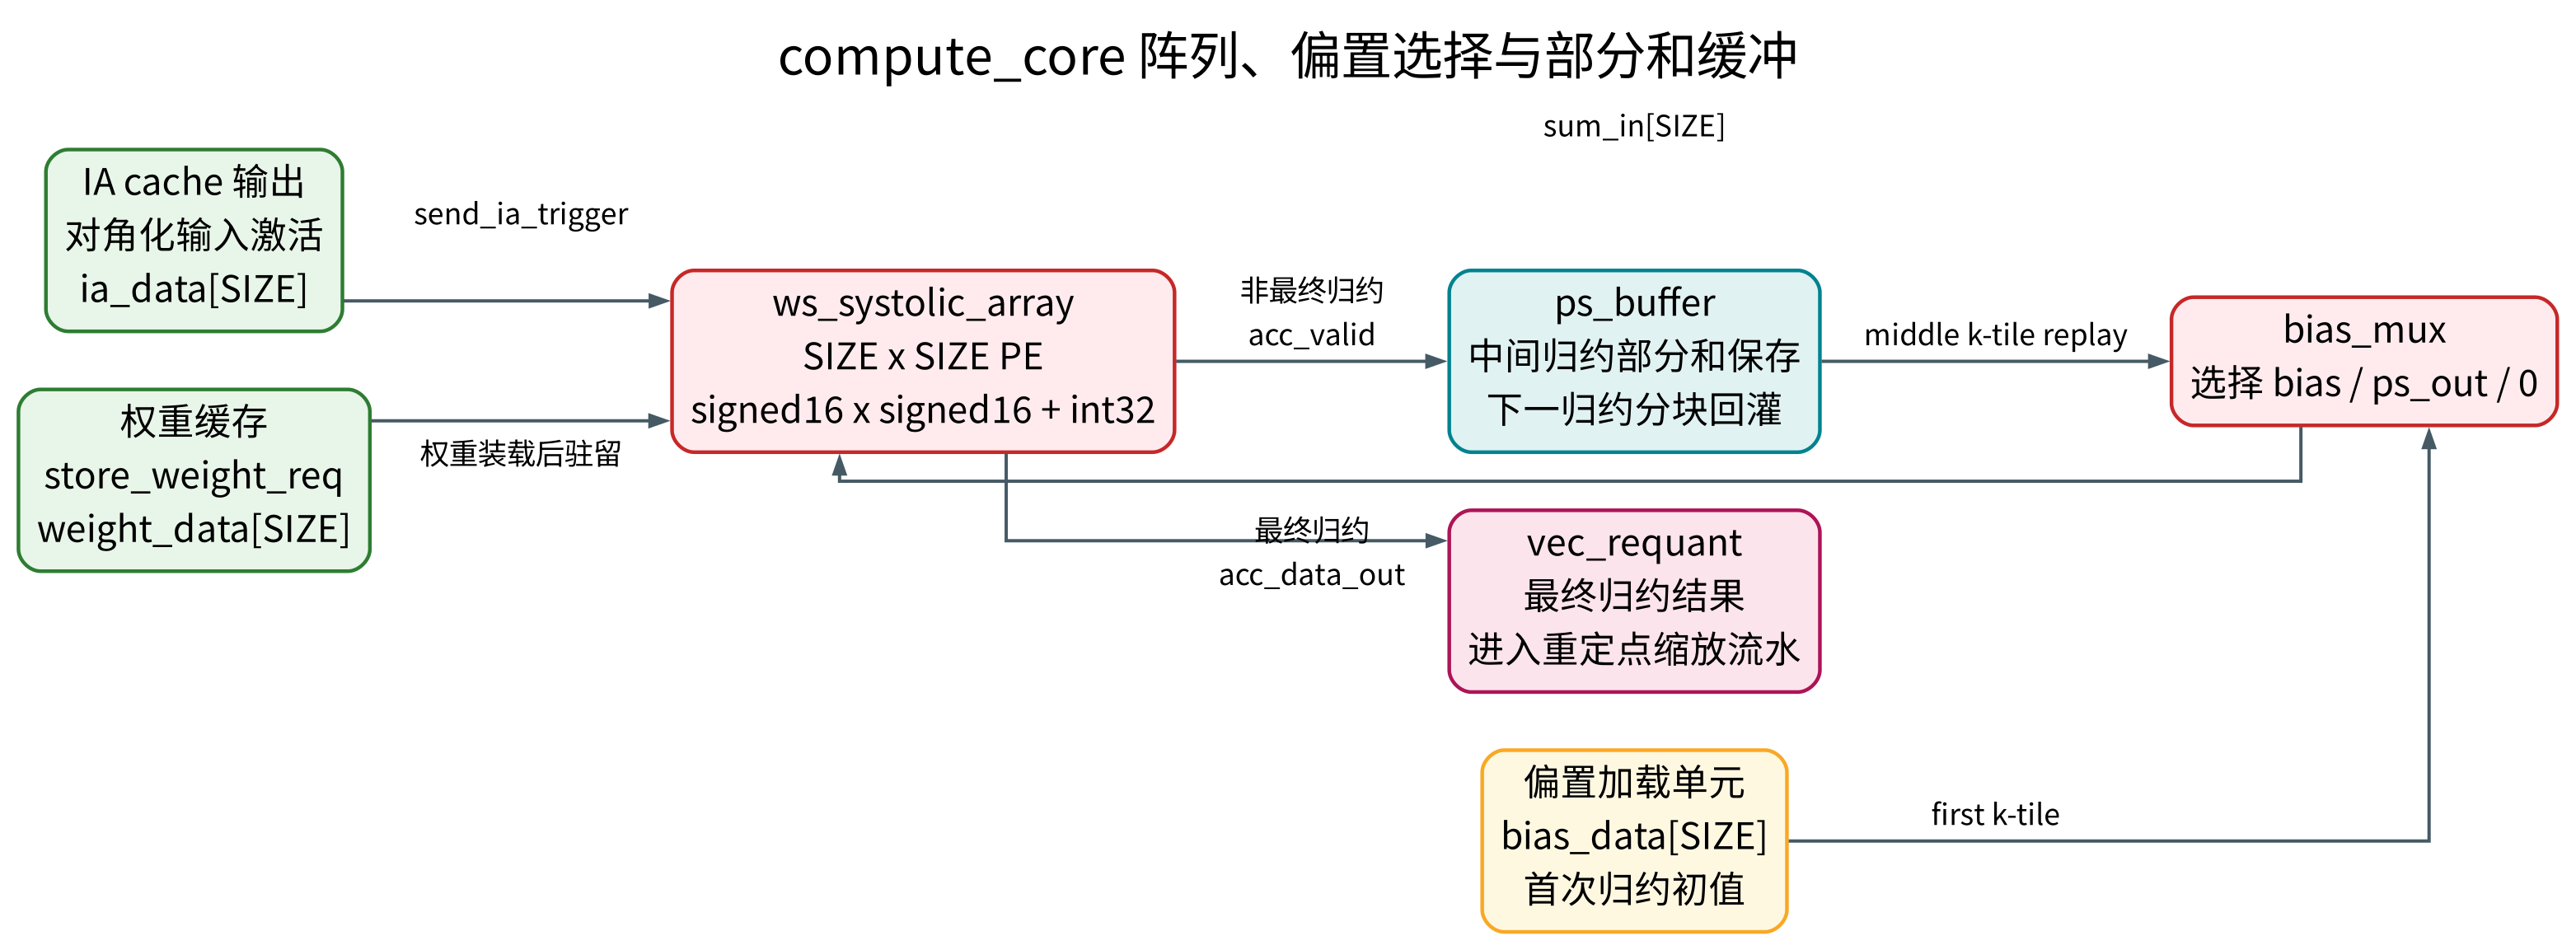 compute_core 阵列、偏置选择与部分和缓冲
sum_in[SIZE]
IA cache 输出
对角化输入激活
ia_data[SIZE]
send_ia_trigger
权重缓存
store_weight_req
weight_data[SIZE]
权重装载后驻留
ws_systolic_array
SIZE x SIZE PE
signed16 x signed16 + int32
非最终归约
acc_valid
ps_buffer
中间归约部分和保存
下一归约分块回灌
middle k-tile replay
bias_mux
选择 bias / ps_out / 0
最终归约
acc_data_out
vec_requant
最终归约结果
进入重定点缩放流水
偏置加载单元
bias_data[SIZE]
首次归约初值
first k-tile